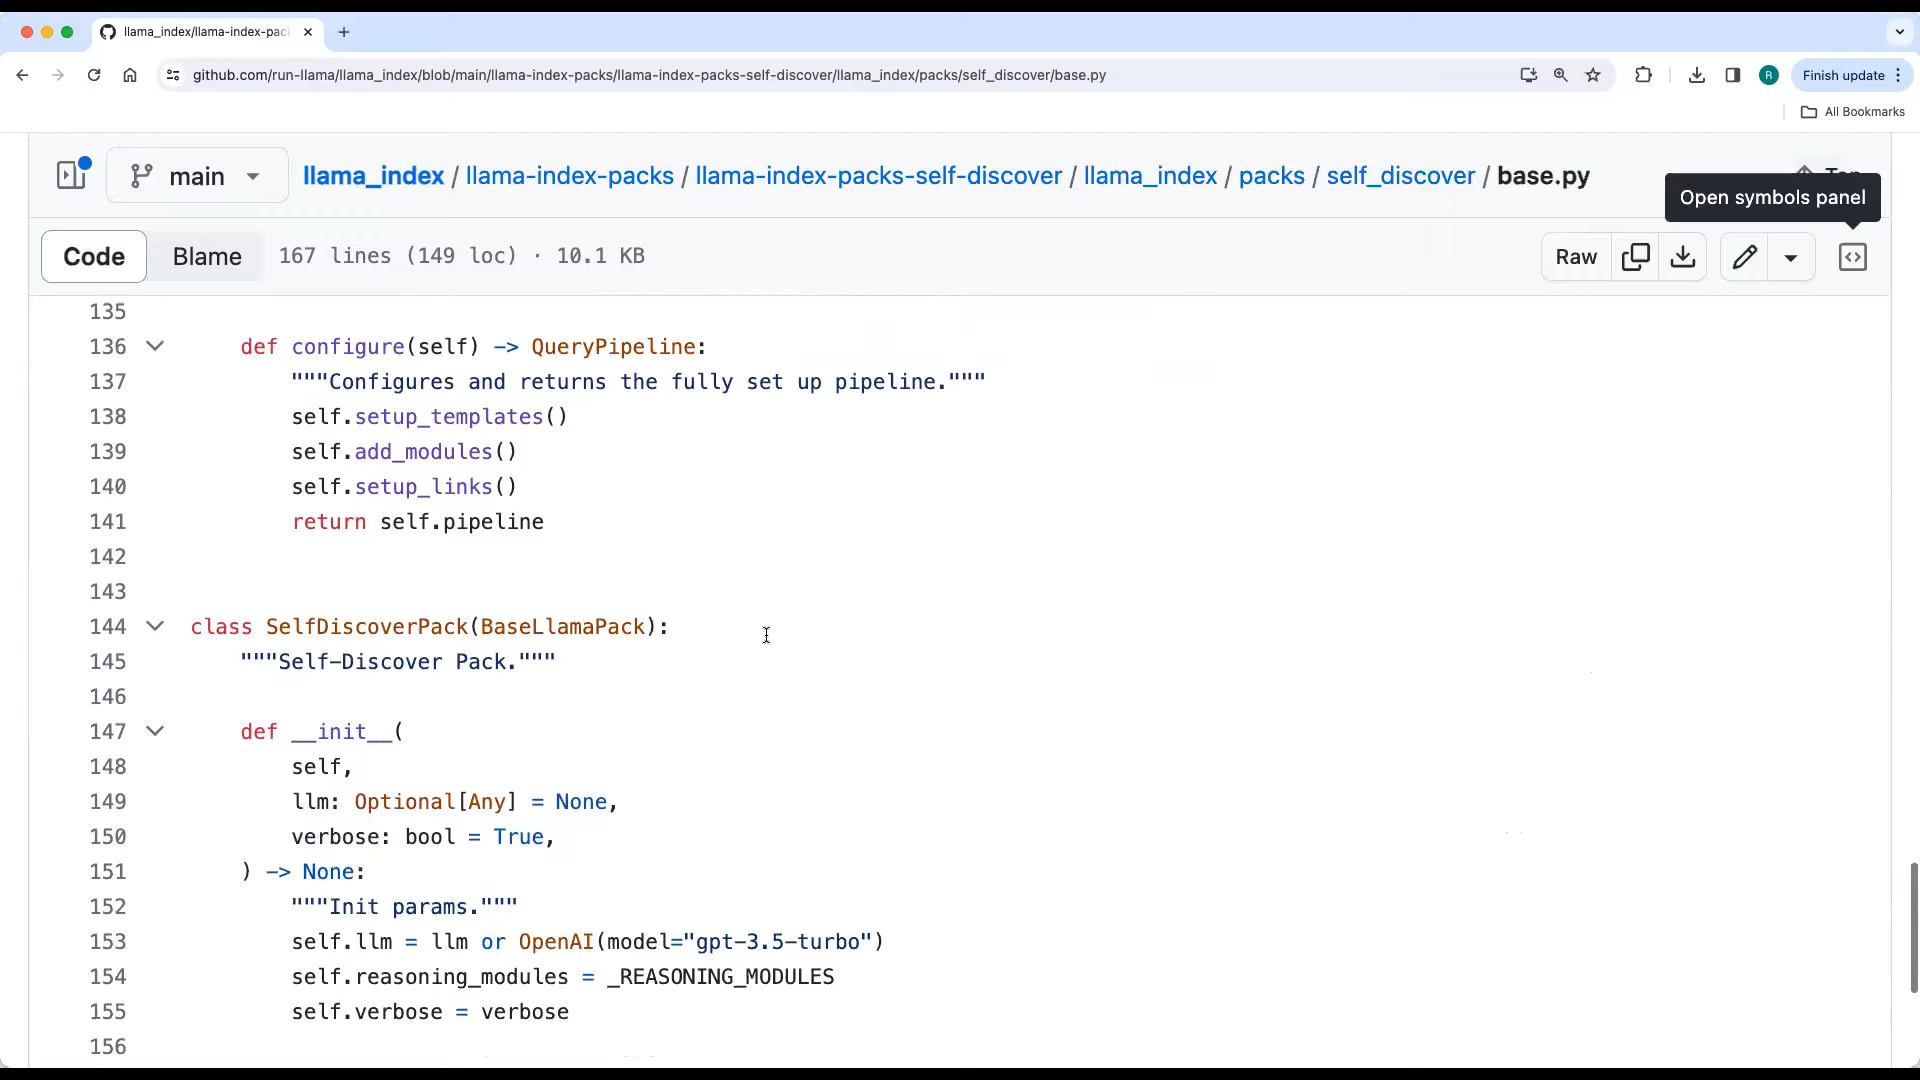 llama_index/llama-index-pac
github.com/run-llama/llama_index/blob/main/llama-index-packs/llama-index-packs-self-discover/llama_index/packs/self_discover/base.py
R
Finish update
All Bookmarks
main
llama_index / llama-index-packs / llama-index-packs-self-discover / llama_index / packs / self_discover / base.py
Open symbols panel
Code
Blame
167 lines (149 loc) · 10.1 KB
Raw
135
136 def configure(self) -> QueryPipeline:
137 """Configures and returns the fully set up pipeline."""
138 self.setup_templates()
139 self.add_modules()
140 self.setup_links()
141 return self.pipeline
142
143
144 class SelfDiscoverPack(BaseLlamaPack):
145 """Self-Discover Pack."""
146
147 def __init__(
148 self,
149 llm: Optional[Any] = None,
150 verbose: bool = True,
151 ) -> None:
152 """Init params."""
153 self.llm = llm or OpenAI(model="gpt-3.5-turbo")
154 self.reasoning_modules = _REASONING_MODULES
155 self.verbose = verbose
156